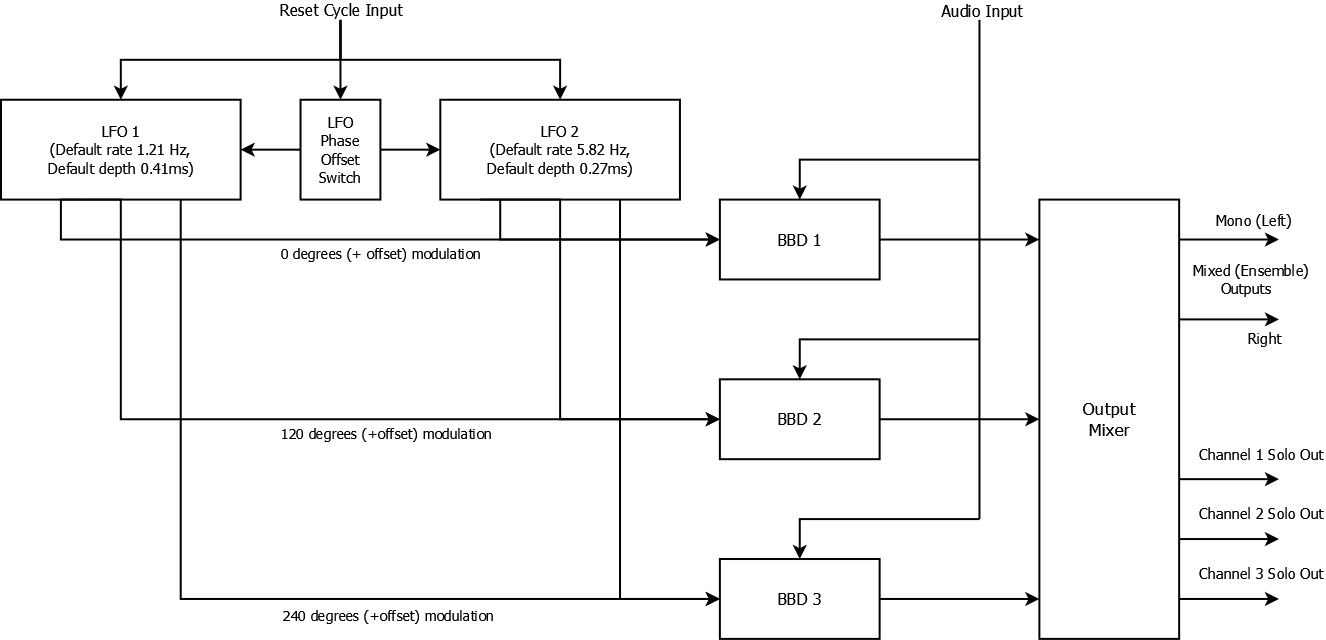 Reset Cycle Input
Audio Input
LFO 1
(Default rate 1.21 Hz,
Default depth 0.41ms)
LFO
Phase
Offset
Switch
LFO 2
(Default rate 5.82 Hz,
Default depth 0.27ms)
0 degrees (+ offset) modulation
BBD 1
Mono (Left)
Mixed (Ensemble)
Outputs
Right
BBD 2
120 degrees (+offset) modulation
Output
Mixer
Channel 1 Solo Out
Channel 2 Solo Out
Channel 3 Solo Out
BBD 3
240 degrees (+offset) modulation